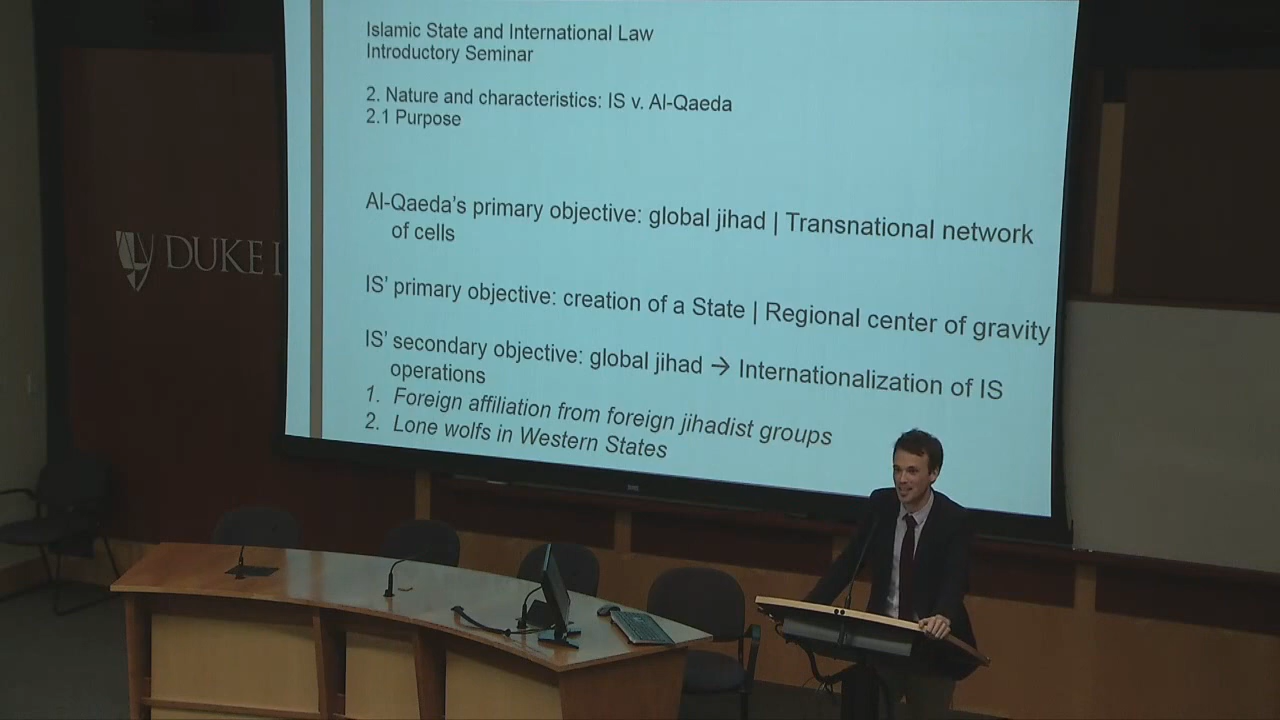 Islamic State and International Law
Introductory Seminar
2. Nature and characteristics: IS v. Al-Qaeda
2.1 Purpose
Al-Qaeda's primary objective: global jihad | Transnational network
of cells
IS' primary objective: creation of a State | Regional center of gravity
IS' secondary objective: global jihad → Internationalization of IS
operations
1. Foreign affiliation from foreign jihadist groups
2. Lone wolfs in Western States
DUKE